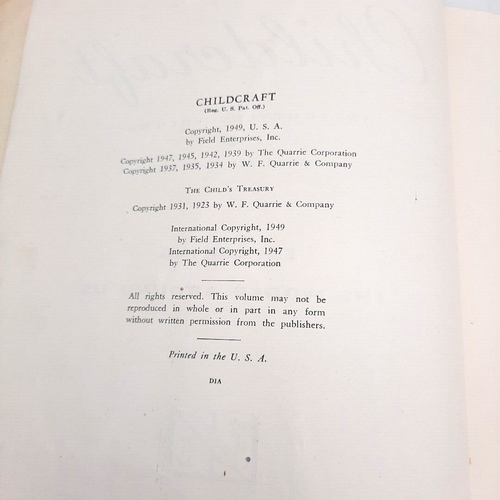 Childcraft
CHILDCRAFT
(Reg. U. S. Pat. Off.)
Copyright, 1949, U. S. A.
by Field Enterprises, Inc.
Copyright 1947, 1945, 1942, 1939 by The Quarrie Corporation
Copyright 1937, 1935, 1934 by W. F. Quarrie & Company
THE CHILD'S TREASURY
Copyright 1931, 1923 by W. F. Quarrie & Company
International Copyright, 1949
by Field Enterprises, Inc.
International Copyright, 1947
by The Quarrie Corporation
All rights reserved. This volume may not be
reproduced in whole or in part in any form
without written permission from the publishers.
Printed in the U. S. A.
DIA